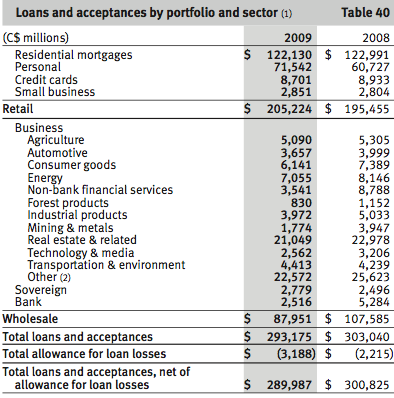 Loans and acceptances by portfolio and sector (1) Table 40
(C$ millions) 2009 2008
Residential mortgages $ 122,130 $ 122,991
Personal 71,542 60,727
Credit cards 8,701 8,933
Small business 2,851 2,804
Retail $ 205,224 $ 195,455
Business
Agriculture 5,090 5,305
Automotive 3,657 3,999
Consumer goods 6,141 7,389
Energy 7,055 8,146
Non-bank financial services 3,541 8,788
Forest products 830 1,152
Industrial products 3,972 5,033
Mining & metals 1,774 3,947
Real estate & related 21,049 22,978
Technology & media 2,562 3,206
Transportation & environment 4,413 4,239
Other (2) 22,572 25,623
Sovereign 2,779 2,496
Bank 2,516 5,284
Wholesale $ 87,951 $ 107,585
Total loans and acceptances $ 293,175 $ 303,040
Total allowance for loan losses $ (3,188) $ (2,215)
Total loans and acceptances, net of
allowance for loan losses $ 289,987 $ 300,825